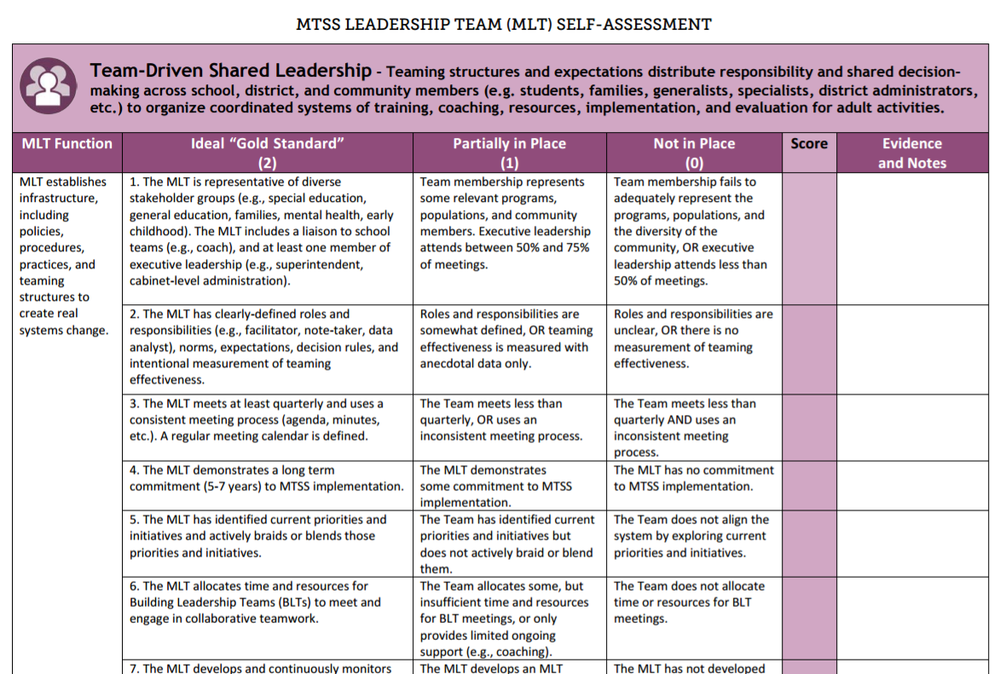 MTSS LEADERSHIP TEAM (MLT) SELF-ASSESSMENT
Team-Driven Shared Leadership - Teaming structures and expectations distribute responsibility and shared decision-
making across school, district, and community members (e.g. students, families, generalists, specialists, district administrators,
etc.) to organize coordinated systems of training, coaching, resources, implementation, and evaluation for adult activities.
MLT Function
Ideal “Gold Standard”
(2)
Partially in Place
(1)
Not in Place
(0)
Score
Evidence
and Notes
MLT establishes
infrastructure,
including
policies,
procedures,
practices, and
teaming
structures to
create real
systems change.
1. The MLT is representative of diverse
stakeholder groups (e.g., special education,
general education, families, mental health, early
childhood). The MLT includes a liaison to school
teams (e.g., coach), and at least one member of
executive leadership (e.g., superintendent,
cabinet-level administration).
Team membership represents
some relevant programs,
populations, and community
members. Executive leadership
attends between 50% and 75%
of meetings.
Team membership fails to
adequately represent the
programs, populations, and
the diversity of the
community, OR executive
leadership attends less than
50% of meetings.
2. The MLT has clearly-defined roles and
responsibilities (e.g., facilitator, note-taker, data
analyst), norms, expectations, decision rules, and
intentional measurement of teaming
effectiveness.
Roles and responsibilities are
somewhat defined, OR teaming
effectiveness is measured with
anecdotal data only.
Roles and responsibilities are
unclear, OR there is no
measurement of teaming
effectiveness.
3. The MLT meets at least quarterly and uses a
consistent meeting process (agenda, minutes,
etc.). A regular meeting calendar is defined.
The Team meets less than
quarterly, OR uses an
inconsistent meeting process.
The Team meets less than
quarterly AND uses an
inconsistent meeting
process.
4. The MLT demonstrates a long term
commitment (5-7 years) to MTSS implementation.
The MLT demonstrates
some commitment to MTSS
implementation.
The MLT has no commitment
to MTSS implementation.
5. The MLT has identified current priorities and
initiatives and actively braids or blends those
priorities and initiatives.
The Team has identified current
priorities and initiatives but
does not actively braid or blend
them.
The Team does not align the
system by exploring current
priorities and initiatives.
6. The MLT allocates time and resources for
Building Leadership Teams (BLTs) to meet and
engage in collaborative teamwork.
The Team allocates some, but
insufficient time and resources
for BLT meetings, or only
provides limited ongoing
support (e.g., coaching).
The Team does not allocate
time or resources for BLT
meetings.
7. The MLT develops and continuously monitors
The MLT develops an MLT
The MLT has not developed